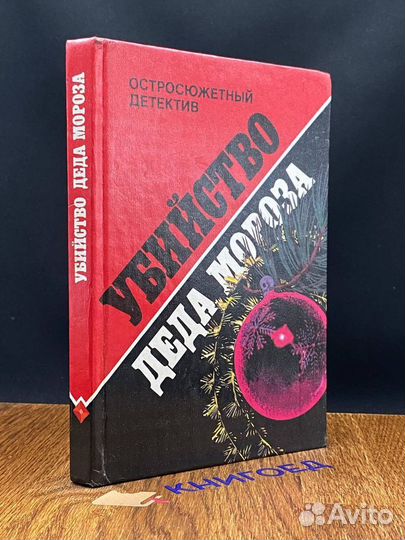 ОСТРОСЮЖЕТНЫЙ
ДЕТЕКТИВ
УБИЙСТВО
ДЕДА МОРОЗА
УБИЙСТВО ДЕДА МОРОЗА
КНИГОЕД
Avito